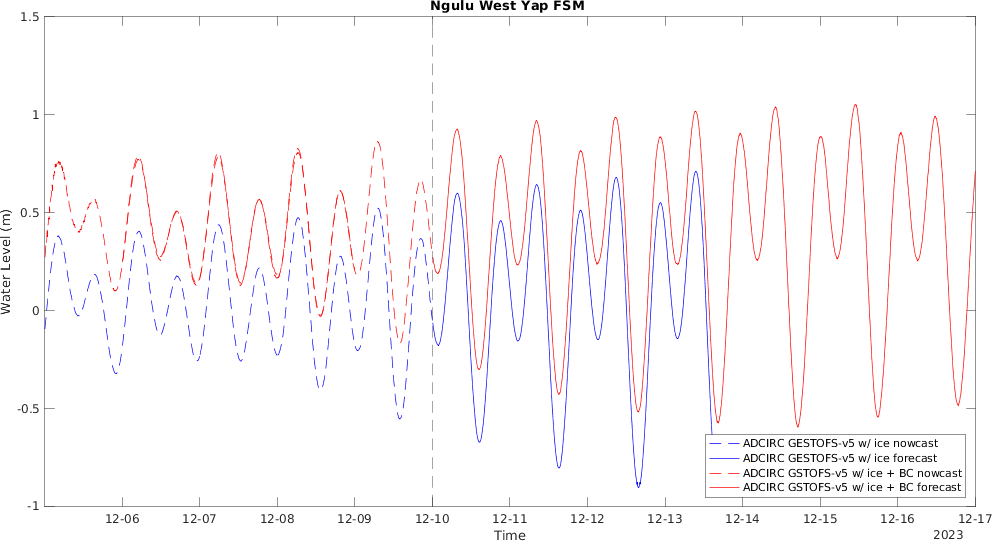 Ngulu West Yap FSM
1.5
1
0.5
0
-0.5
-1
Water Level (m)
12-06 12-07 12-08 12-09 12-10 12-11 12-12 12-13 12-14 12-15 12-16 12-17
Time
2023
ADCIRC GESTOFS-v5 w/ ice nowcast
ADCIRC GESTOFS-v5 w/ ice forecast
ADCIRC GSTOFS-v5 w/ ice + BC nowcast
ADCIRC GSTOFS-v5 w/ ice + BC forecast